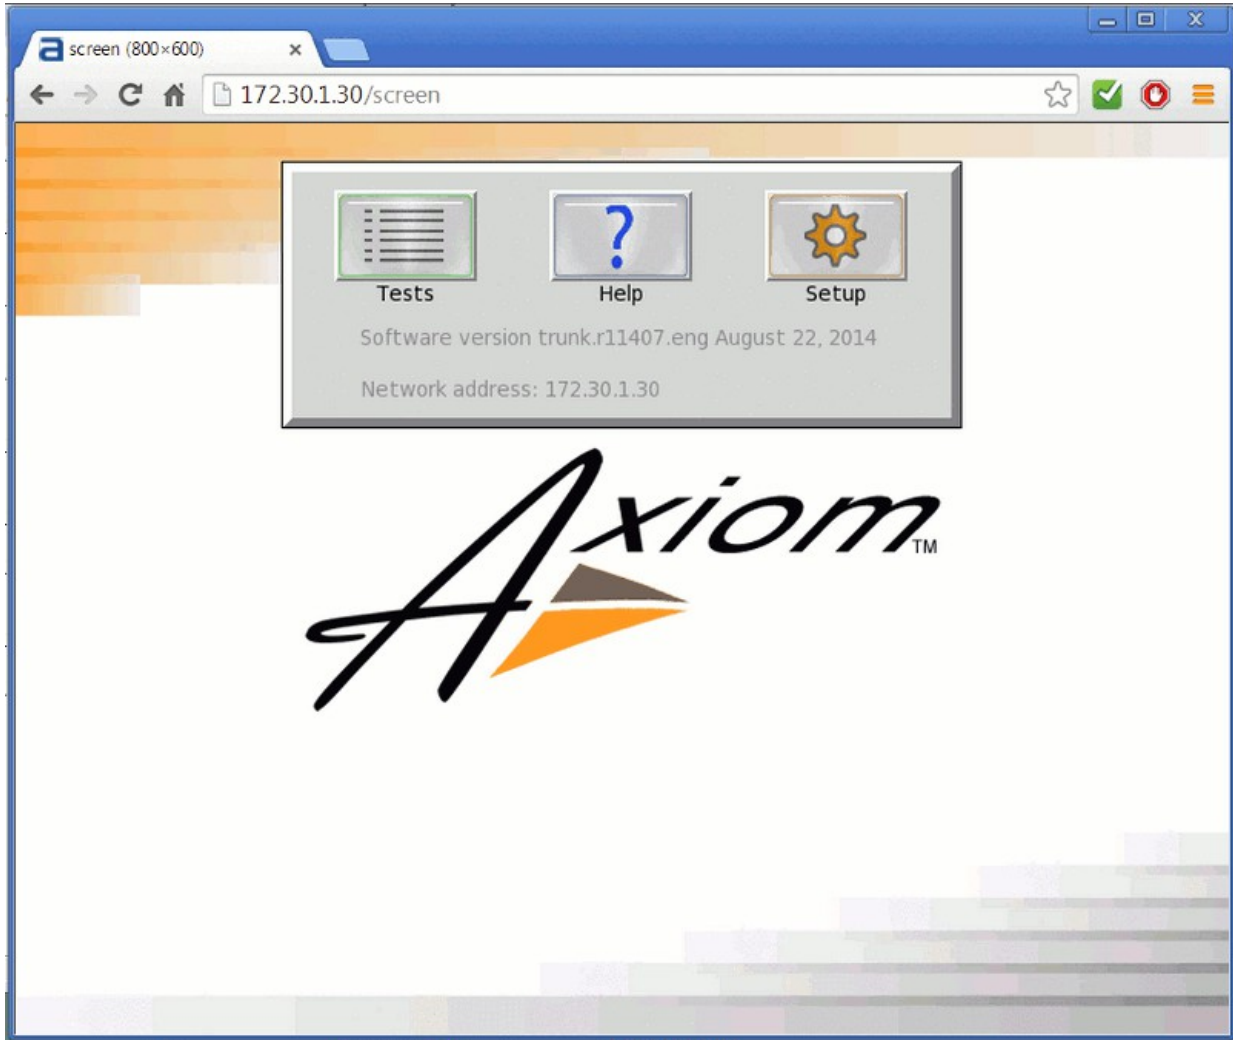 screen (800×600)
172.30.1.30/screen
Tests
Help
Setup
Software version trunk.r11407.eng August 22, 2014
Network address: 172.30.1.30
Axiom
TM